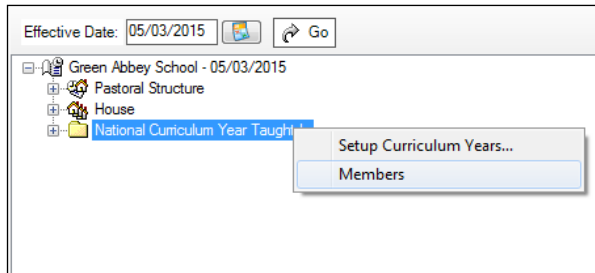 Effective Date: 05/03/2015 Go
Green Abbey School - 05/03/2015
Pastoral Structure
House
National Curriculum Year Taught
Setup Curriculum Years...
Members